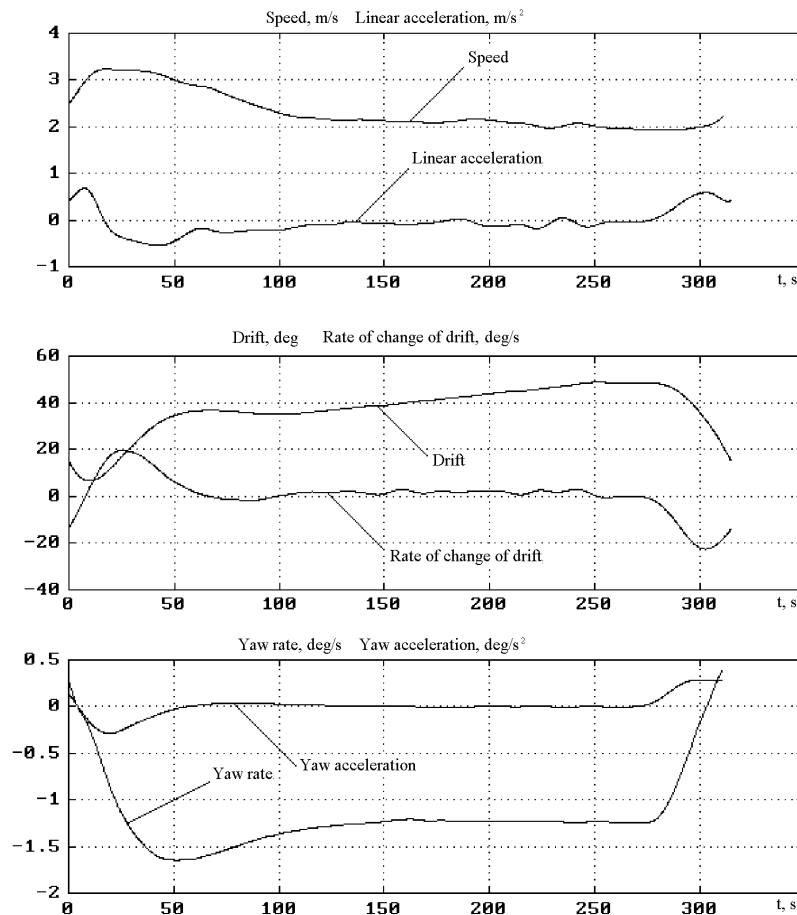 Speed, m/s Linear acceleration, m/s²
4
Speed
3
2
Linear acceleration
1
0
-1
0 50 100 150 200 250 300 t, s
Drift, deg Rate of change of drift, deg/s
60
40
20
Drift
0
-20
Rate of change of drift
-40
0 50 100 150 200 250 300 t, s
Yaw rate, deg/s Yaw acceleration, deg/s²
0.5
0
-0.5
Yaw acceleration
Yaw rate
-1
-1.5
-2
0 50 100 150 200 250 300 t, s